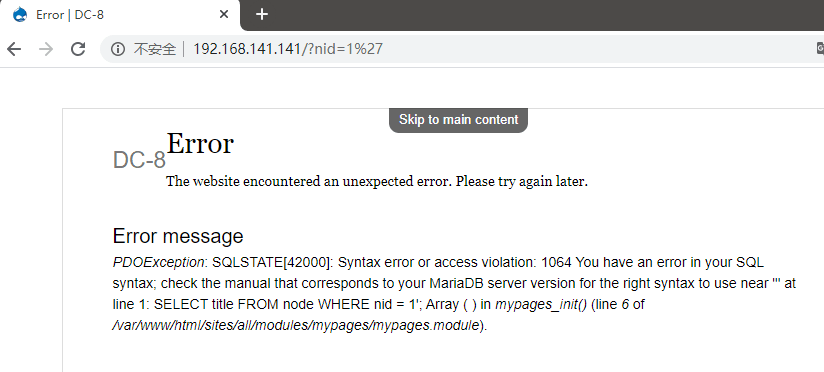 Error | DC-8
不安全 192.168.141.141/?nid=1%27
Skip to main content
Error
DC-8
The website encountered an unexpected error. Please try again later.
Error message
PDOException: SQLSTATE[42000]: Syntax error or access violation: 1064 You have an error in your SQL
syntax; check the manual that corresponds to your MariaDB server version for the right syntax to use near ''' at
line 1: SELECT title FROM node WHERE nid = 1'; Array ( ) in mypages_init() (line 6 of
/var/www/html/sites/all/modules/mypages/mypages.module).